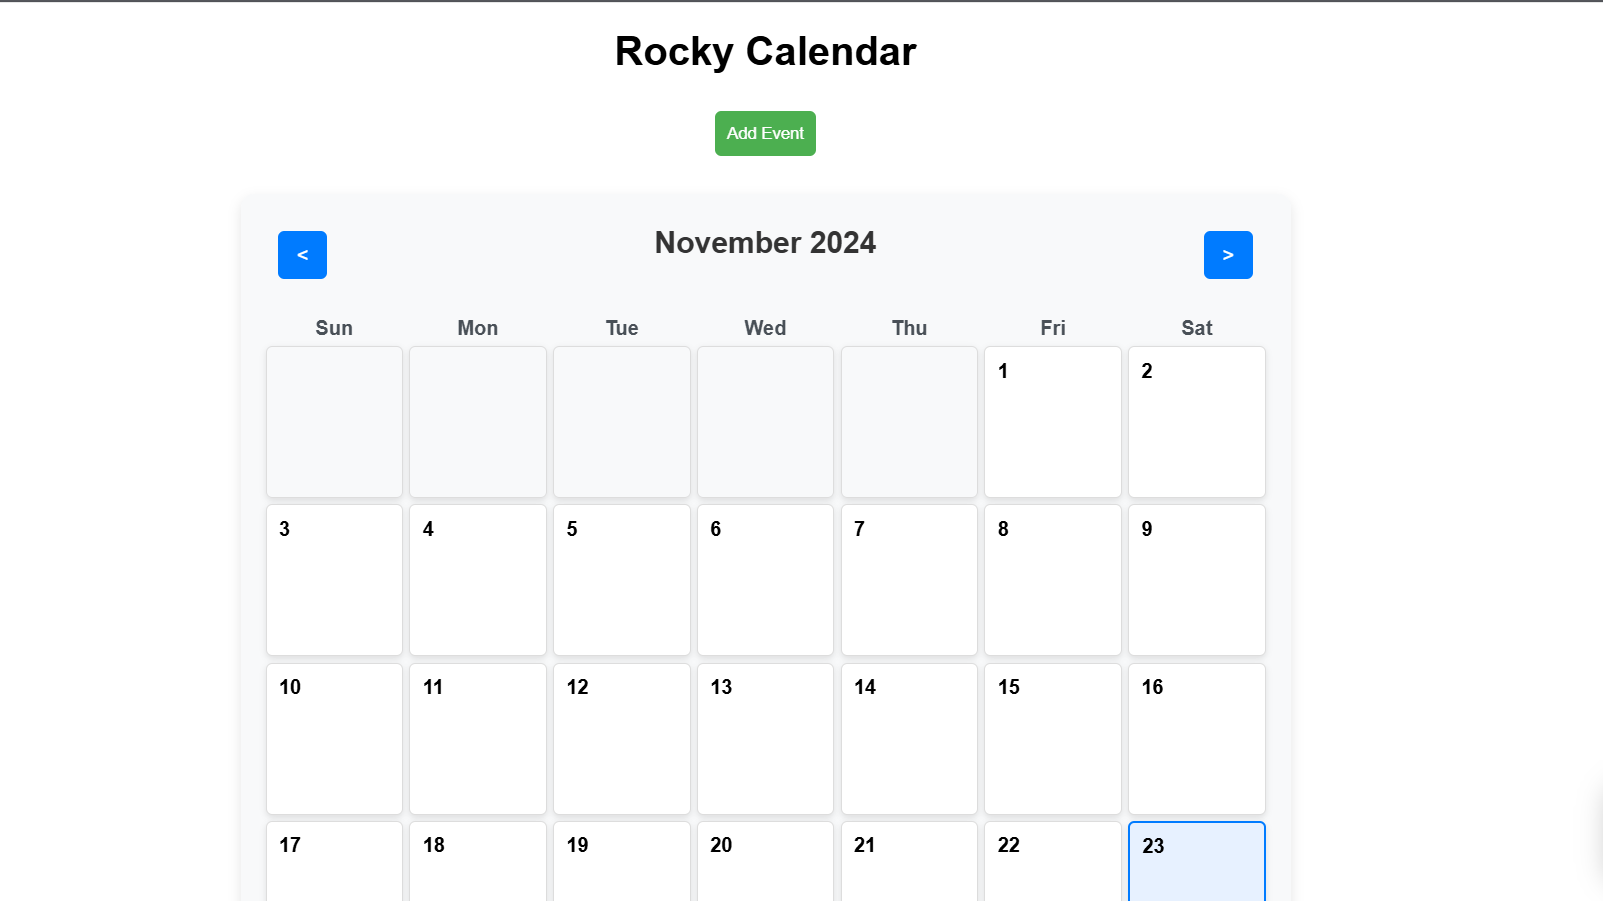 Rocky Calendar
Add Event
< November 2024 >
Sun Mon Tue Wed Thu Fri Sat
1 2
3 4 5 6 7 8 9
10 11 12 13 14 15 16
17 18 19 20 21 22 23